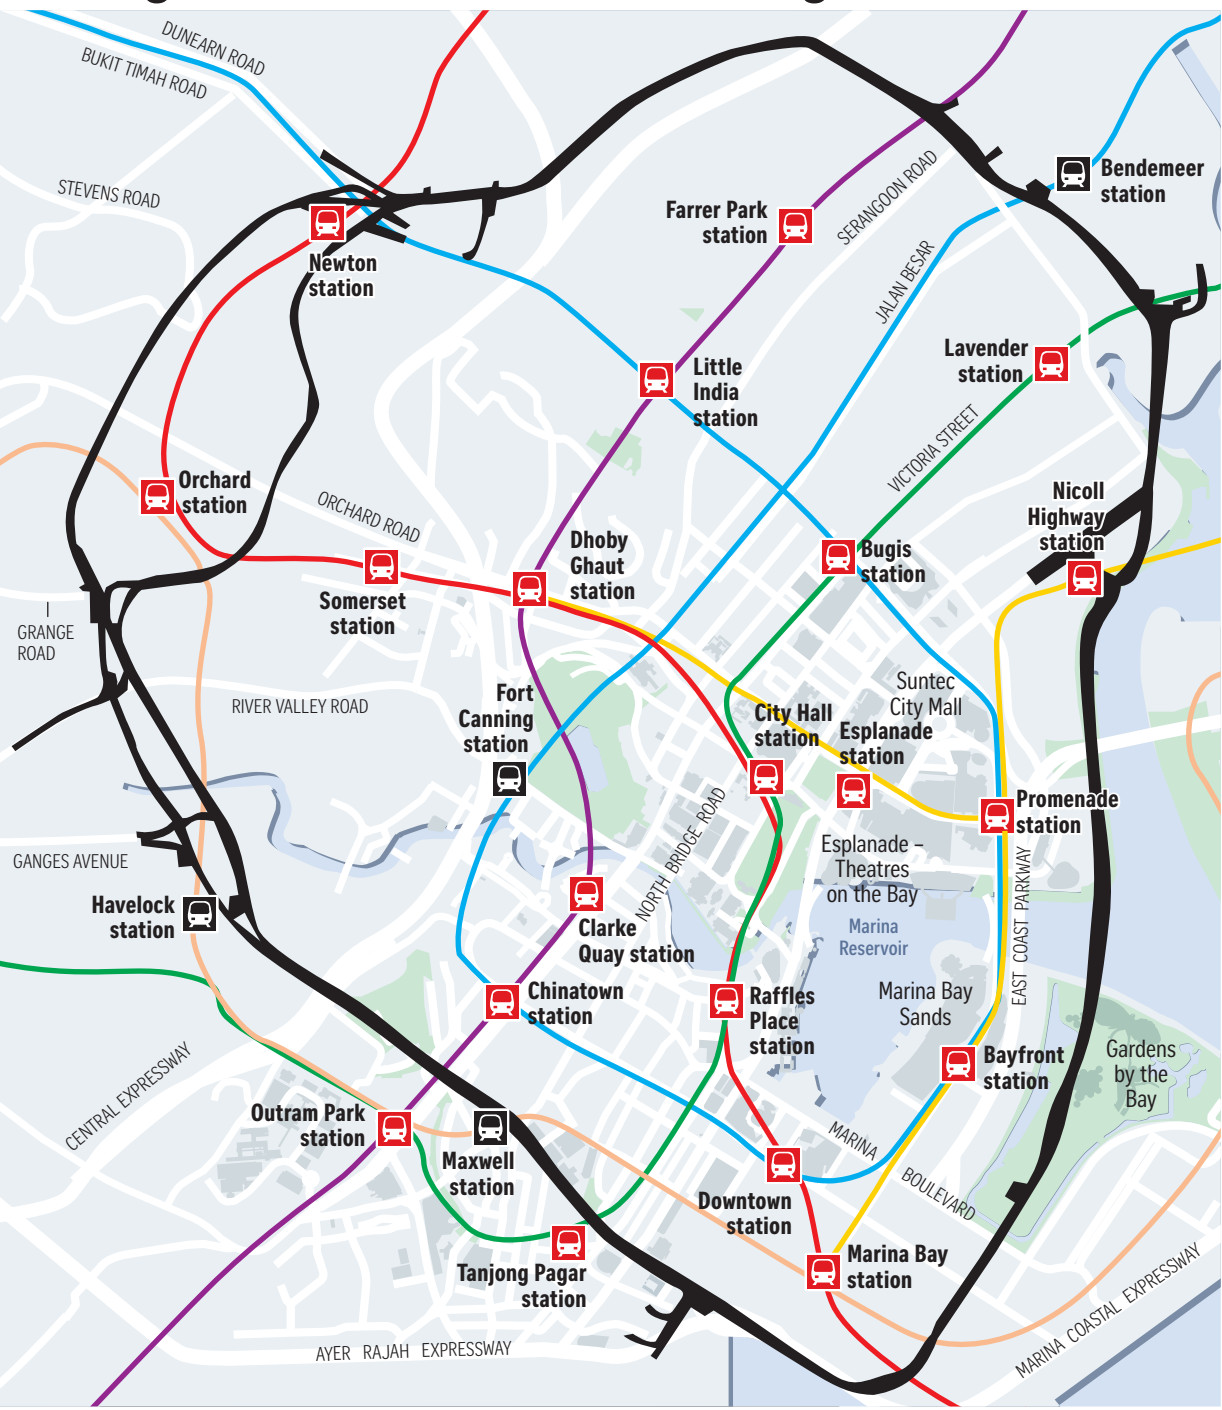 DUNEARN ROAD
BUKIT TIMAH ROAD
STEVENS ROAD
SERANGOON ROAD
Bendemeer
station
Farrer Park
station
JALAN BESAR
Newton
station
Lavender
station
Little
India
station
VICTORIA STREET
Orchard
station
ORCHARD ROAD
Nicoll
Highway
station
Dhoby
Ghaut
station
Bugis
station
Somerset
station
GRANGE
ROAD
RIVER VALLEY ROAD
Fort
Canning
station
Suntec
City Mall
City Hall
station
Esplanade
station
Promenade
station
NORTH BRIDGE ROAD
Esplanade –
Theatres
on the Bay
EAST COAST PARKWAY
GANGES AVENUE
Havelock
station
Clarke
Quay station
Marina
Reservoir
Chinatown
station
Raffles
Place
station
Marina Bay
Sands
Bayfront
station
Gardens
by the
Bay
CENTRAL EXPRESSWAY
Outram Park
station
Maxwell
station
MARINA
BOULEVARD
Downtown
station
Tanjong Pagar
station
Marina Bay
station
AYER RAJAH EXPRESSWAY
MARINA COASTAL EXPRESSWAY